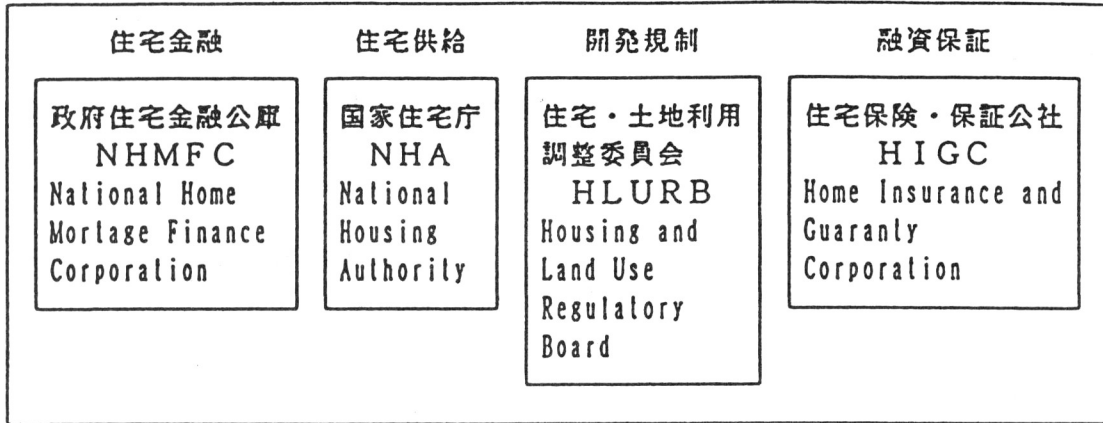 住宅金融
政府住宅金融公庫
NHMFC
National Home
Mortage Finance
Corporation
住宅供給
国家住宅庁
NHA
National
Housing
Authority
開発規制
住宅・土地利用
調整委員会
HLURB
Housing and
Land Use
Regulatory
Board
融資保証
住宅保険・保証公社
HIGC
Home Insurance and
Guaranty
Corporation